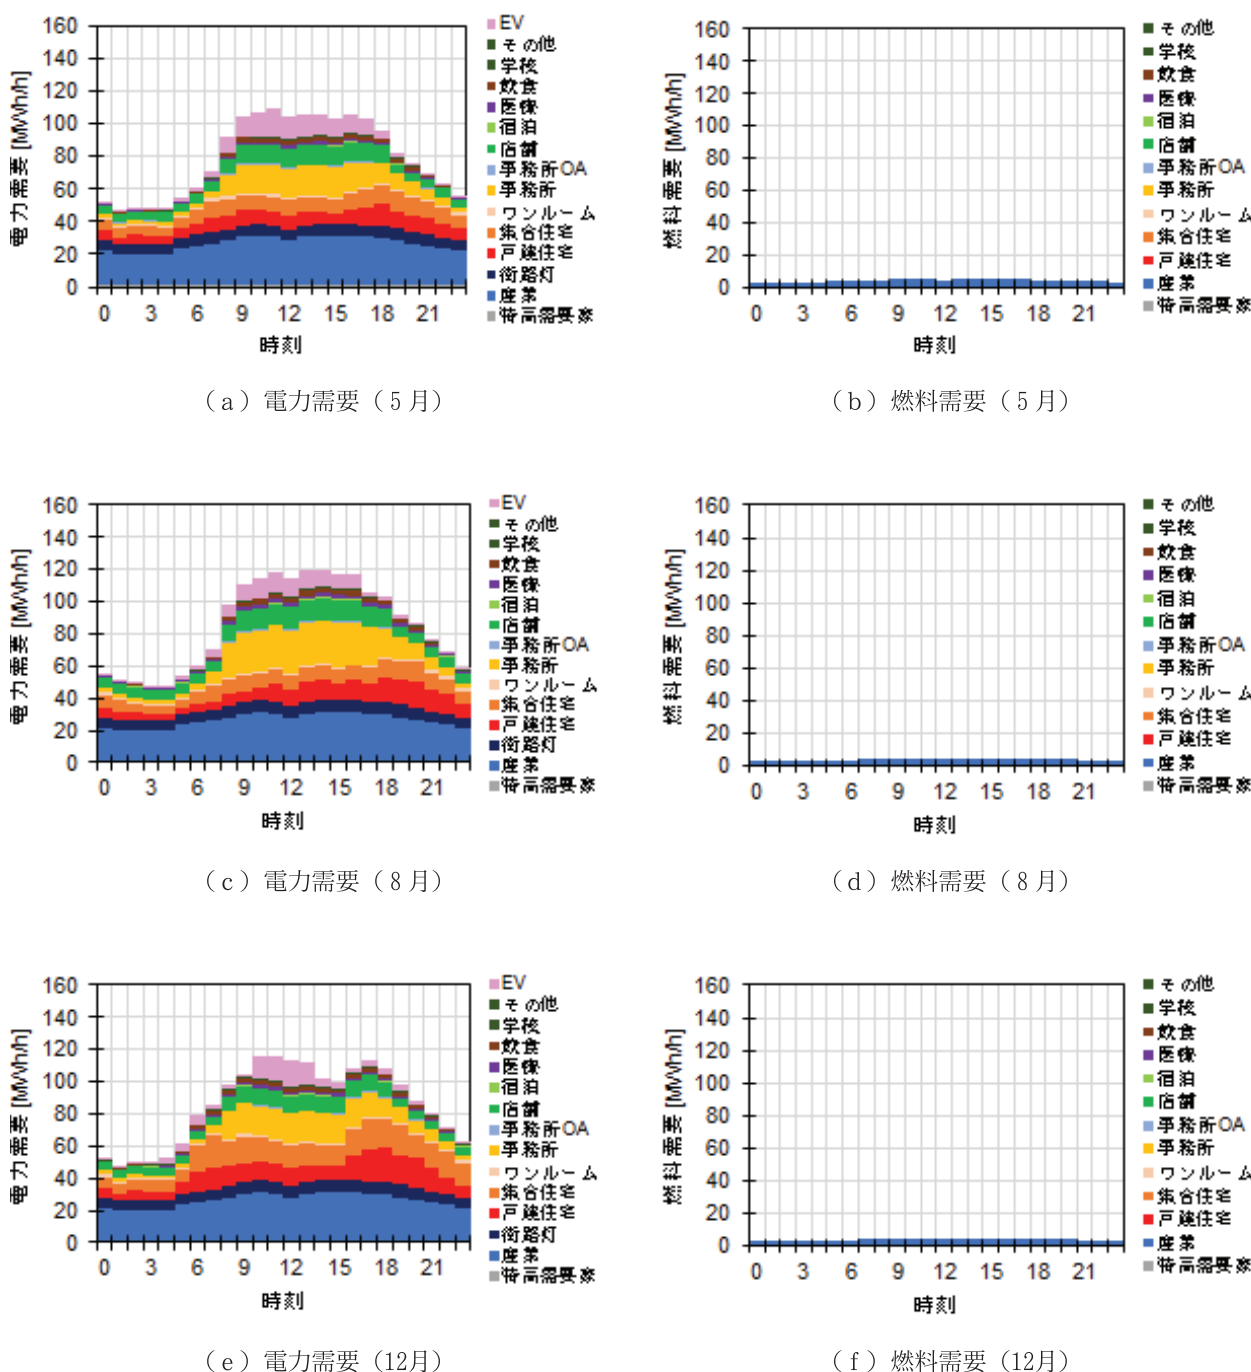 電力需要 [MWh/h]
160
140
120
100
80
60
40
20
0
0 3 6 9 12 15 18 21
時刻
EV
その他
学校
飲食
医療
宿泊
店舗
事務所OA
事務所
ワンルーム
集合住宅
戸建住宅
街路灯
産業
特高需要家
(a)電力需要(5月)
燃料需要 [MWh/h]
160
140
120
100
80
60
40
20
0
0 3 6 9 12 15 18 21
時刻
その他
学校
飲食
医療
宿泊
店舗
事務所OA
事務所
ワンルーム
集合住宅
戸建住宅
産業
特高需要家
(b)燃料需要(5月)
電力需要 [MWh/h]
160
140
120
100
80
60
40
20
0
0 3 6 9 12 15 18 21
時刻
EV
その他
学校
飲食
医療
宿泊
店舗
事務所OA
事務所
ワンルーム
集合住宅
戸建住宅
街路灯
産業
特高需要家
(c)電力需要(8月)
燃料需要 [MWh/h]
160
140
120
100
80
60
40
20
0
0 3 6 9 12 15 18 21
時刻
その他
学校
飲食
医療
宿泊
店舗
事務所OA
事務所
ワンルーム
集合住宅
戸建住宅
産業
特高需要家
(d)燃料需要(8月)
電力需要 [MWh/h]
160
140
120
100
80
60
40
20
0
0 3 6 9 12 15 18 21
時刻
EV
その他
学校
飲食
医療
宿泊
店舗
事務所OA
事務所
ワンルーム
集合住宅
戸建住宅
街路灯
産業
特高需要家
(e)電力需要(12月)
燃料需要 [MWh/h]
160
140
120
100
80
60
40
20
0
0 3 6 9 12 15 18 21
時刻
その他
学校
飲食
医療
宿泊
店舗
事務所OA
事務所
ワンルーム
集合住宅
戸建住宅
産業
特高需要家
(f)燃料需要(12月)